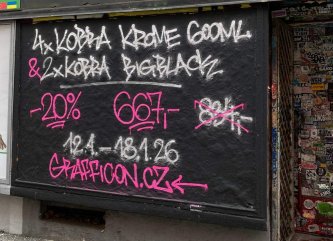 4x KOBRA KROME 600ML
& 2x KOBRA BIGBLACK
-20% 667,- 834,-
12.1. - 18.1.26
GRAFFICON.CZ ←